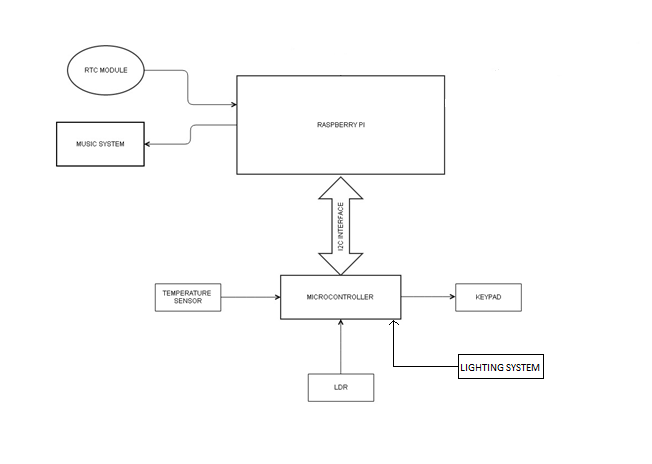 RTC MODULE
RASPBERRY PI
MUSIC SYSTEM
I2C INTERFACE
TEMPERATURE
SENSOR
MICROCONTROLLER
KEYPAD
LIGHTING SYSTEM
LDR